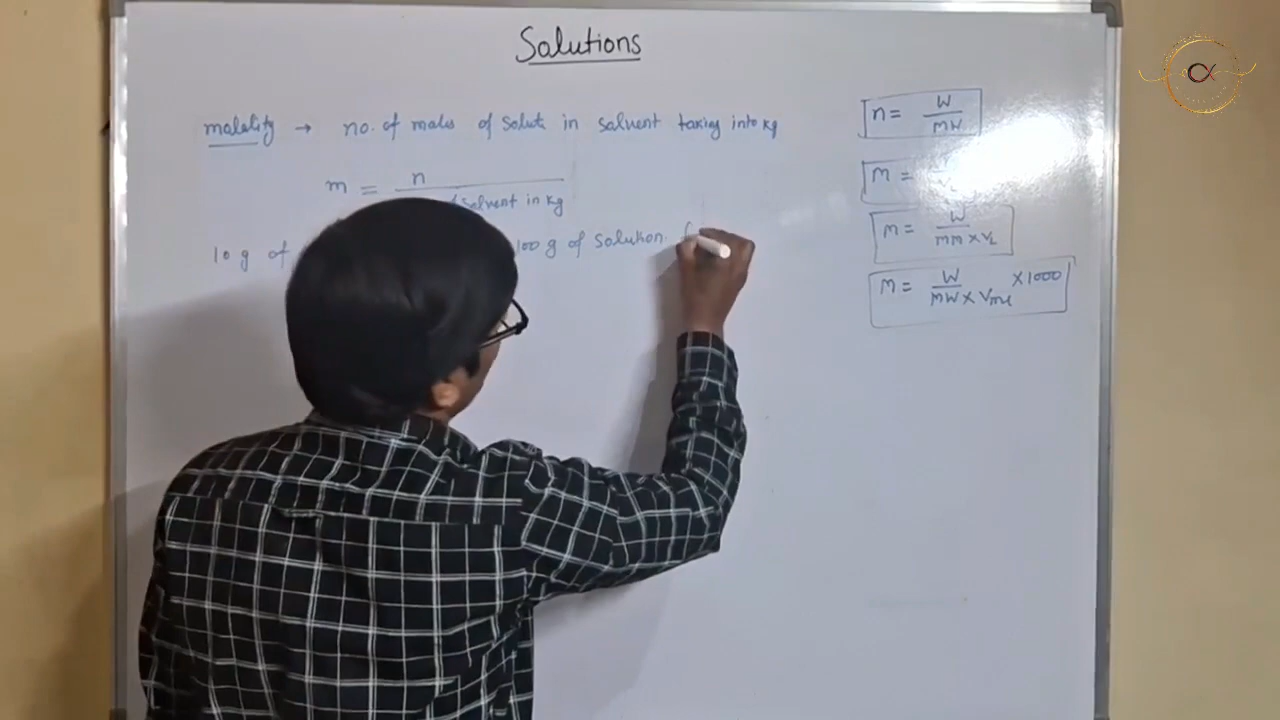 Solutions
molality → no. of moles of solute in solvent taking into kg
m = n
solvent in kg
10 g of 100 g of solution.
n = W
MW
M =
M = W
MM × VL
M = W × 1000
MW × Vml